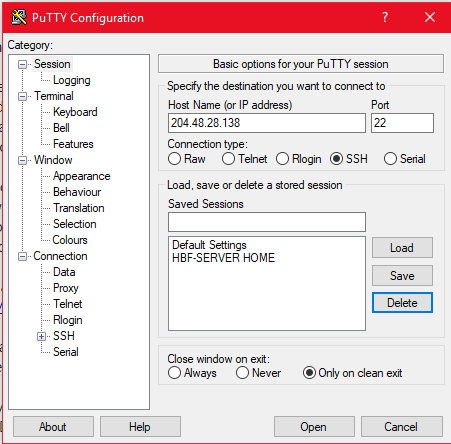 PuTTY Configuration
Category:
Session
Logging
Terminal
Keyboard
Bell
Features
Window
Appearance
Behaviour
Translation
Selection
Colours
Connection
Data
Proxy
Telnet
Rlogin
SSH
Serial
Basic options for your PuTTY session
Specify the destination you want to connect to
Host Name (or IP address) Port
204.48.28.138 22
Connection type:
Raw Telnet Rlogin SSH Serial
Load, save or delete a stored session
Saved Sessions
Default Settings
HBF-SERVER HOME
Load
Save
Delete
Close window on exit:
Always Never Only on clean exit
About Help Open Cancel